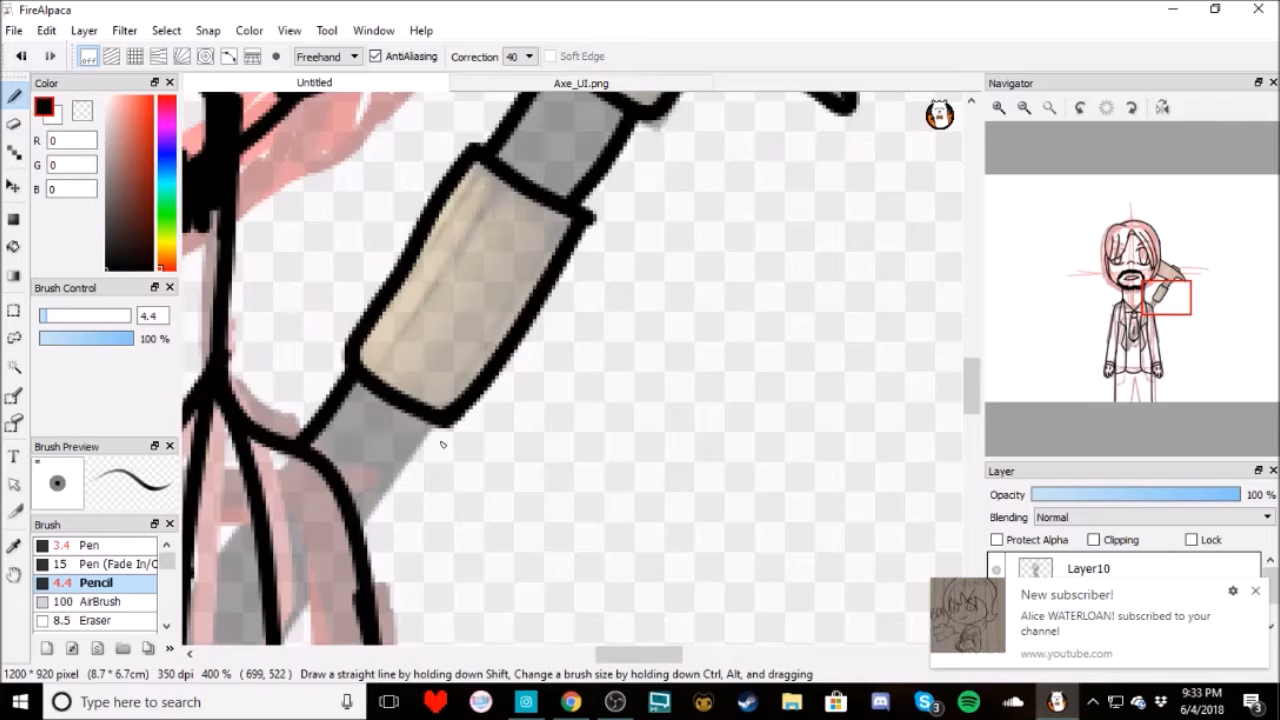 FireAlpaca
File Edit Layer Filter Select Snap Color View Tool Window Help
off Freehand AntiAliasing Correction 40 Soft Edge
Color Untitled Axe_UI.png Navigator
R 0
G 0
B 0
Brush Control
4.4
100 %
Brush Preview
Brush
3.4 Pen
15 Pen (Fade In/O
4.4 Pencil
100 AirBrush
8.5 Eraser
Layer
Opacity 100 %
Blending Normal
Protect Alpha Clipping Lock
Layer10
New subscriber!
Alice WATERLOAN! subscribed to your
channel
www.youtube.com
1200 * 920 pixel (8.7 * 6.7cm) 350 dpi 400 % ( 699, 522 ) Draw a straight line by holding down Shift, Change a brush size by holding down Ctrl, Alt, and dragging
Type here to search
3
9:33 PM
6/4/2018
3